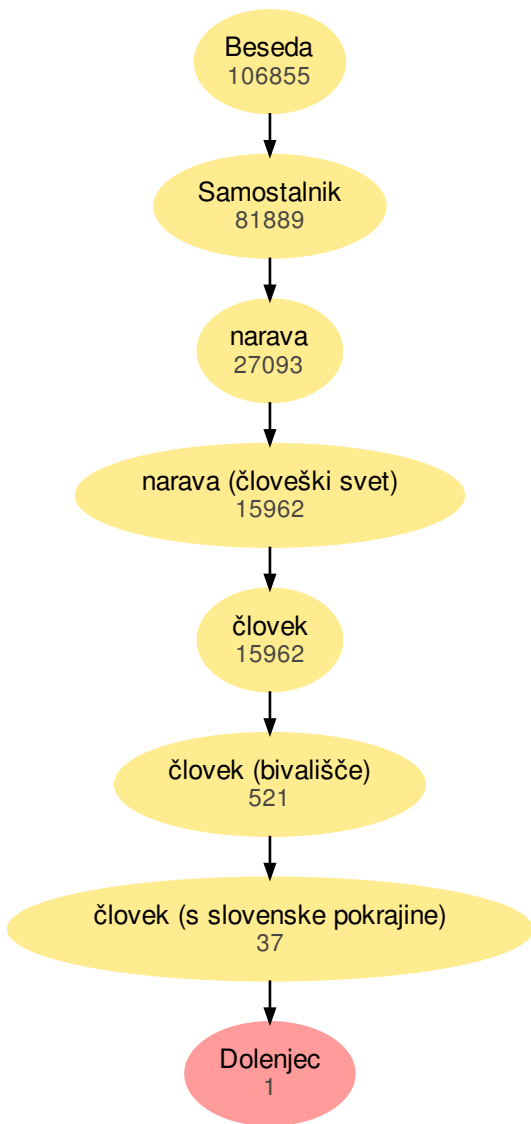 Beseda
106855
Samostalnik
81889
narava
27093
narava (človeški svet)
15962
človek
15962
človek (bivališče)
521
človek (s slovenske pokrajine)
37
Dolenjec
1